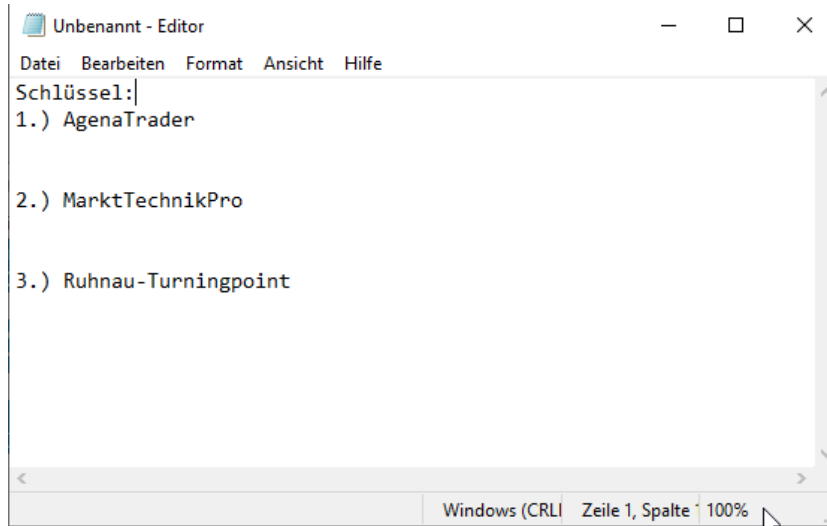 Unbenannt - Editor
Datei Bearbeiten Format Ansicht Hilfe
Schlüssel:
1.) AgenaTrader
2.) MarktTechnikPro
3.) Ruhnau-Turningpoint
Windows (CRLI Zeile 1, Spalte 1 100%